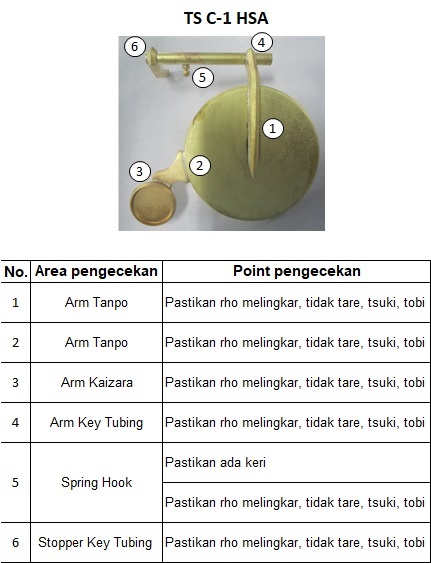 TS C-1 HSA
6
4
5
1
3
2
No. Area pengecekan Point pengecekan
1 Arm Tanpo Pastikan rho melingkar, tidak tare, tsuki, tobi
2 Arm Tanpo Pastikan rho melingkar, tidak tare, tsuki, tobi
3 Arm Kaizara Pastikan rho melingkar, tidak tare, tsuki, tobi
4 Arm Key Tubing Pastikan rho melingkar, tidak tare, tsuki, tobi
5 Spring Hook Pastikan ada keri
Pastikan rho melingkar, tidak tare, tsuki, tobi
6 Stopper Key Tubing Pastikan rho melingkar, tidak tare, tsuki, tobi